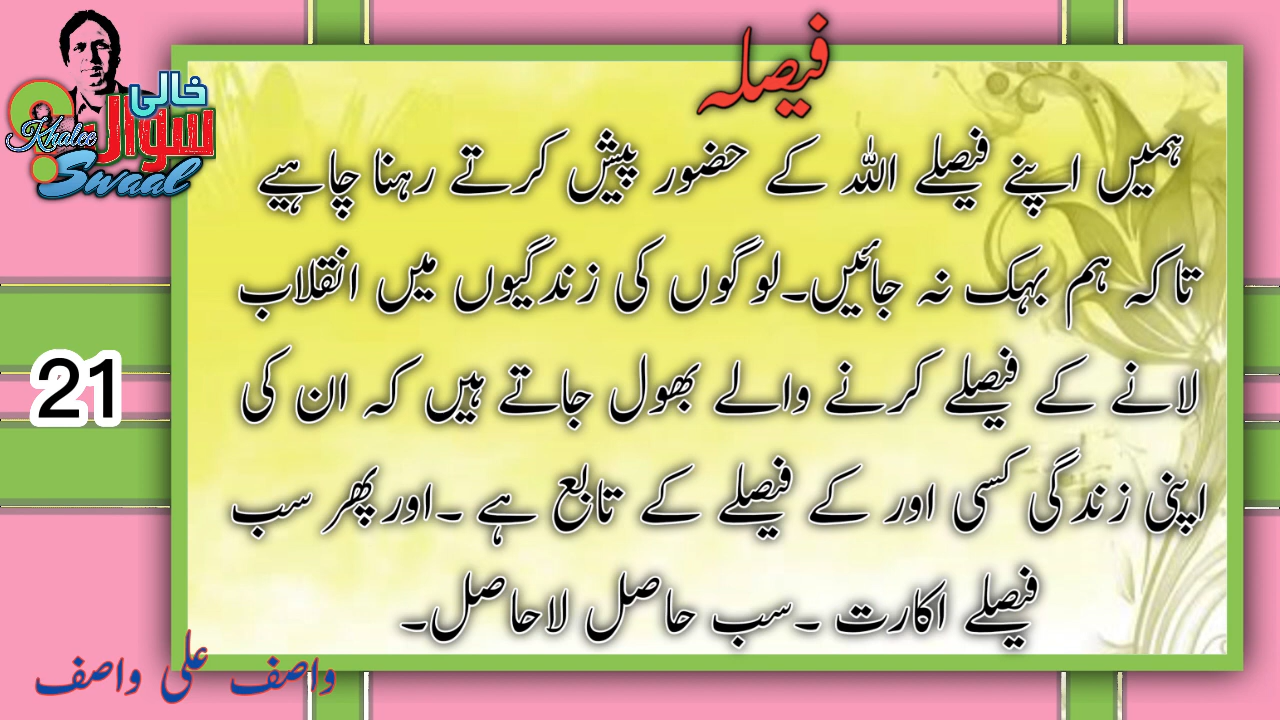 فیصلہ
خالی
سوال
Khalee
Swaal
ہمیں اپنے فیصلے اللہ کے حضور پیش کرتے رہنا چاہیے
تاکہ ہم بہک نہ جائیں۔لوگوں کی زندگیوں میں انقلاب
لانے کے فیصلے کرنے والے بھول جاتے ہیں کہ ان کی
اپنی زندگی کسی اور کے فیصلے کے تابع ہے ۔اور پھر سب
فیصلے اکارت ۔سب حاصل لاحاصل۔
21
واصف علی واصف